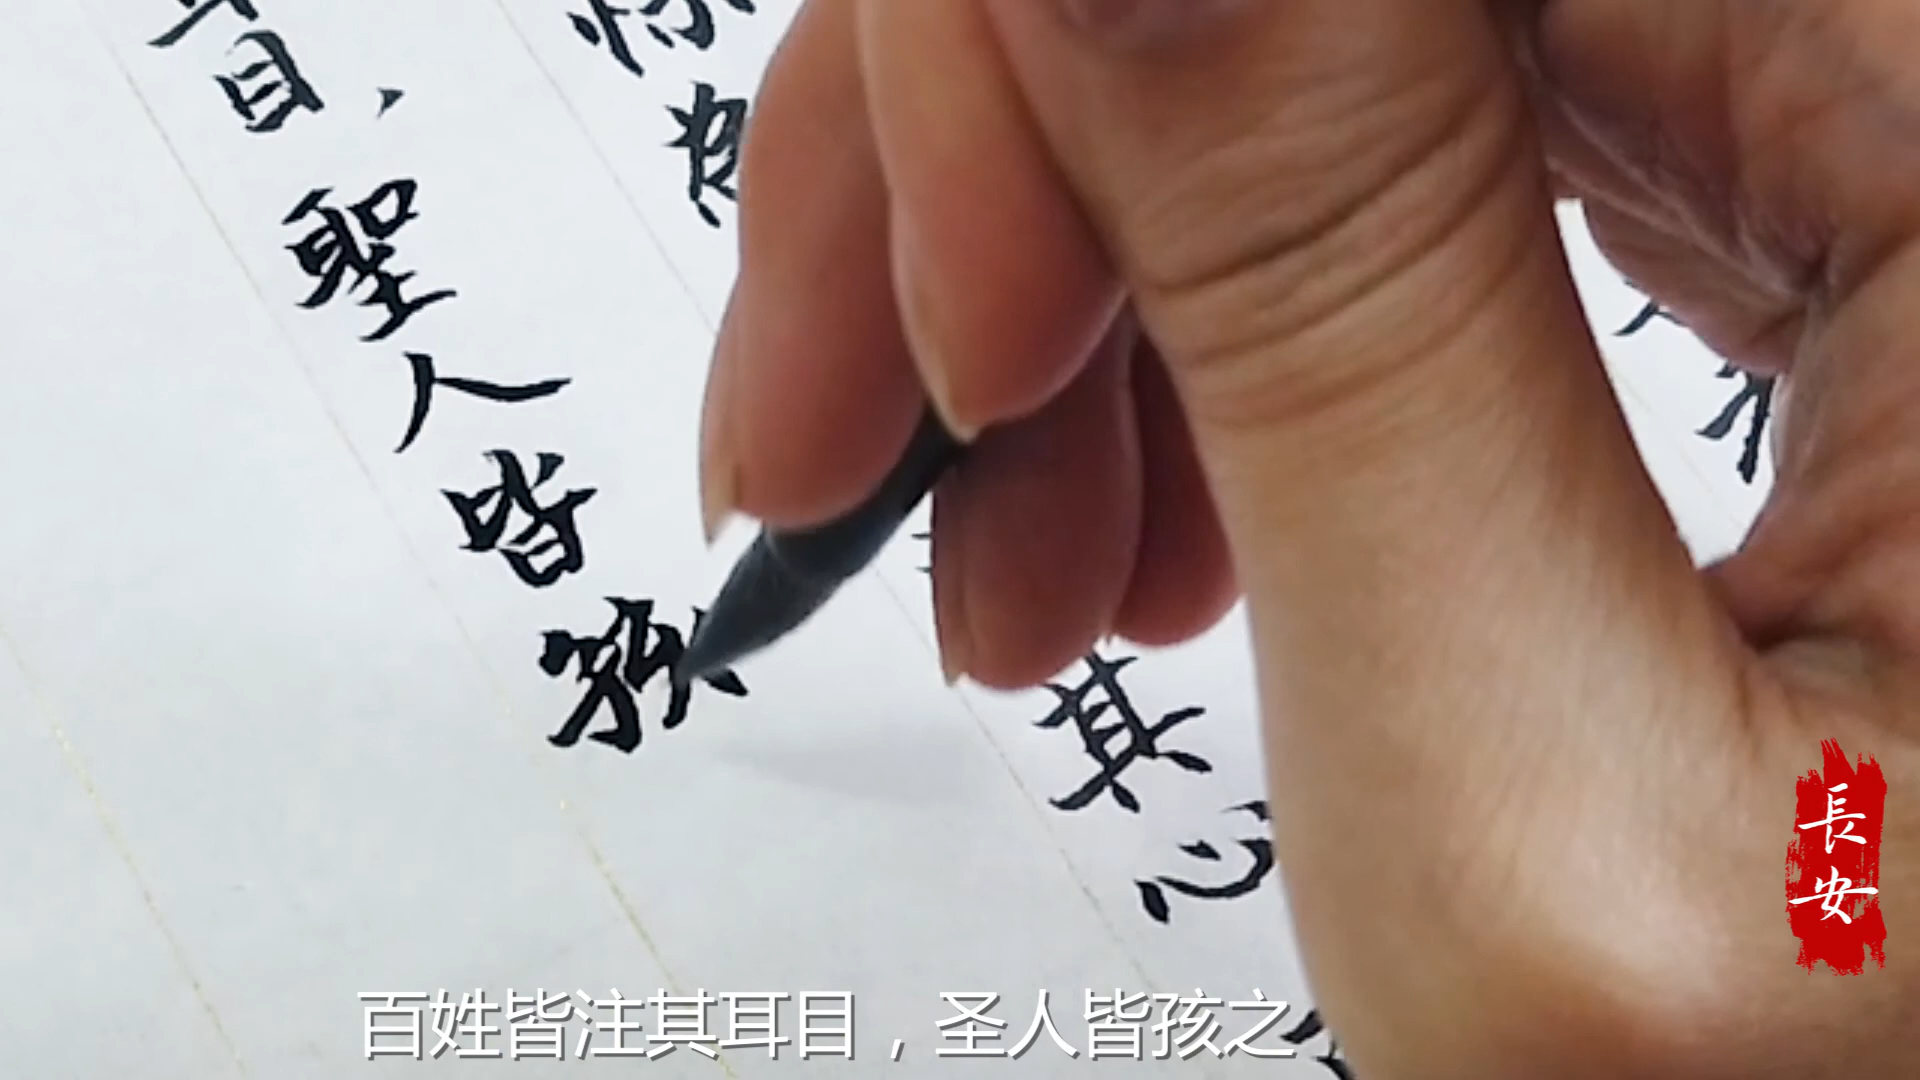 其心
耳目,聖人皆孩
百姓皆注其耳目，圣人皆孩之
長安